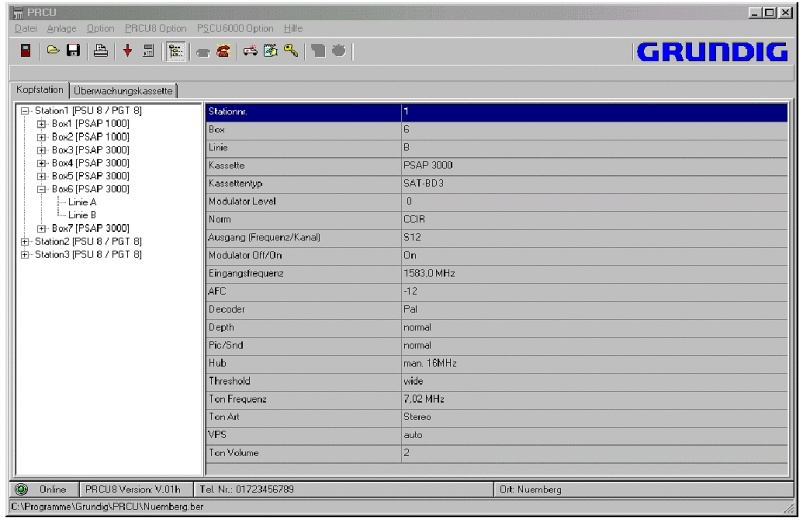 PRCU
Datei Anlage Option PRCU8 Option PSCU6000 Option Hilfe
GRUNDIG
Kopfstation Überwachungskassette
Station1 [PSU 8 / PGT 8]
Box1 [PSAP 1000]
Box2 [PSAP 1000]
Box3 [PSAP 3000]
Box4 [PSAP 3000]
Box5 [PSAP 3000]
Box6 [PSAP 3000]
Linie A
Linie B
Box7 [PSAP 3000]
Station2 [PSU 8 / PGT 8]
Station3 [PSU 8 / PGT 8]
Stationnr. 1
Box 6
Linie B
Kassette PSAP 3000
Kassettentyp SAT-BD3
Modulator Level 0
Norm CCIR
Ausgang (Frequenz/Kanal) S12
Modulator Off/On On
Eingangsfrequenz 1583.0 MHz
AFC -12
Decoder Pal
Depth normal
Pic/Snd normal
Hub man. 16MHz
Threshold wide
Ton Frequenz 7,02 MHz
Ton Art Stereo
VPS auto
Ton Volume 2
Online PRCU8 Version: V.01h Tel. Nr.: 01723456789 Ort: Nuernberg
C:\Programme\Grundig\PRCU\Nuernberg.ber